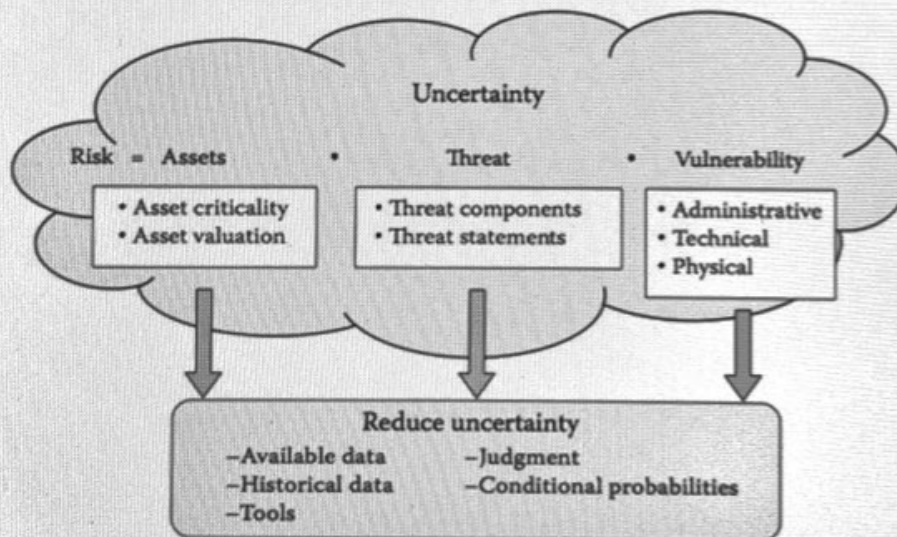 Uncertainty
Risk = Assets • Threat • Vulnerability
• Asset criticality
• Asset valuation
• Threat components
• Threat statements
• Administrative
• Technical
• Physical
Reduce uncertainty
–Available data
–Historical data
–Tools
–Judgment
–Conditional probabilities